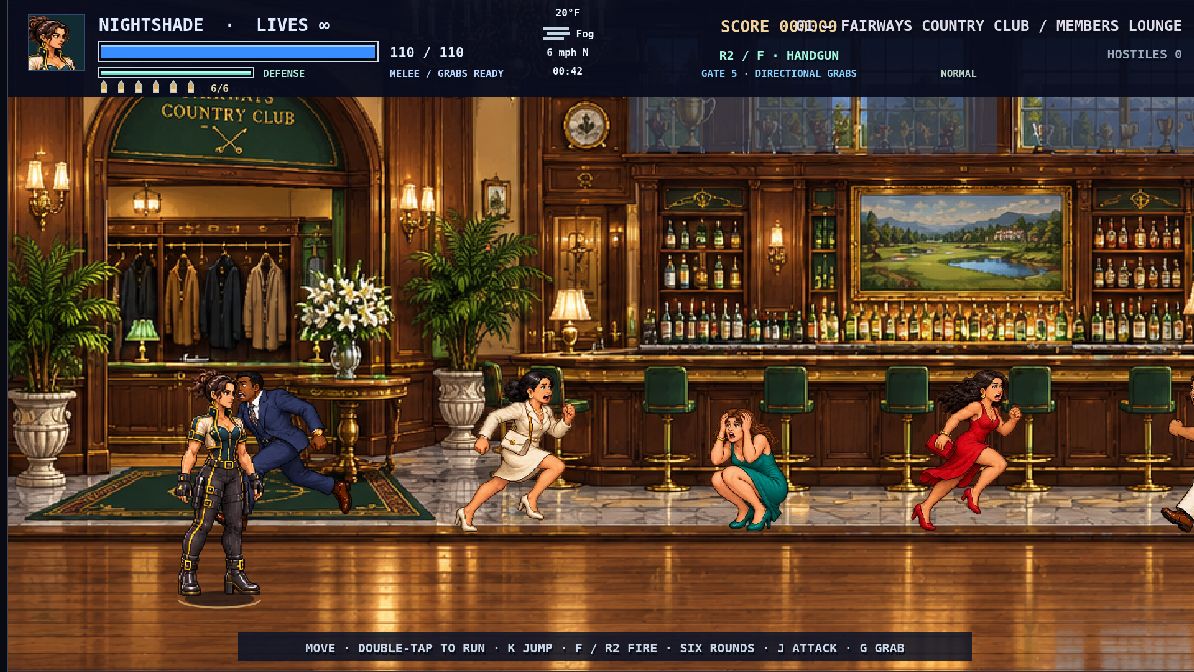 NIGHTSHADE · LIVES ∞
110 / 110
DEFENSE
MELEE / GRABS READY
6/6
20°F
Fog
6 mph N
00:42
SCORE
FAIRWAYS COUNTRY CLUB / MEMBERS LOUNGE
R2 / F · HANDGUN
HOSTILES 0
GATE 5 · DIRECTIONAL GRABS
NORMAL
COUNTRY CLUB
MOVE · DOUBLE-TAP TO RUN · K JUMP · F / R2 FIRE · SIX ROUNDS · J ATTACK · G GRAB